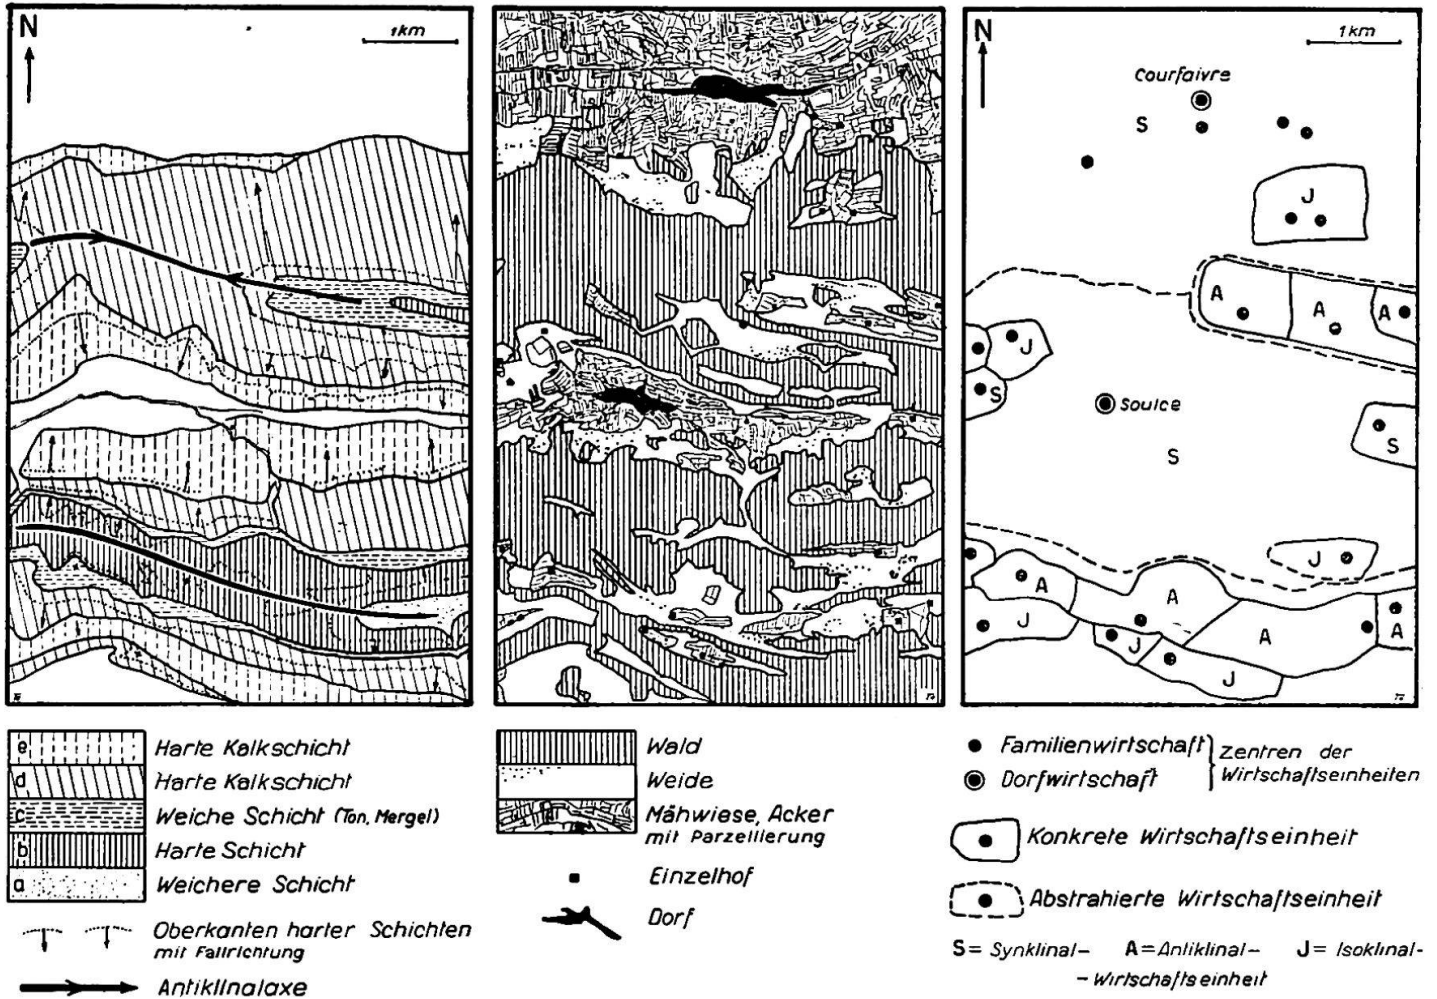 N
1km
N
1km
Courfaivre
S
J
A
A
A
J
S
Soulce
S
S
J
A
A
J
A
A
J
J
e Harte Kalkschicht
d Harte Kalkschicht
c Weiche Schicht (Ton, Mergel)
b Harte Schicht
a Weichere Schicht
Oberkanten harter Schichten
mit Fallrichtung
Antiklinalaxe
Wald
Weide
Mähwiese, Acker
mit Parzellierung
Einzelhof
Dorf
Familienwirtschaft
Dorfwirtschaft
Zentren der
Wirtschaftseinheiten
Konkrete Wirtschaftseinheit
Abstrahierte Wirtschaftseinheit
S = Synklinal- A = Antiklinal- J = Isoklinal-
- Wirtschaftseinheit